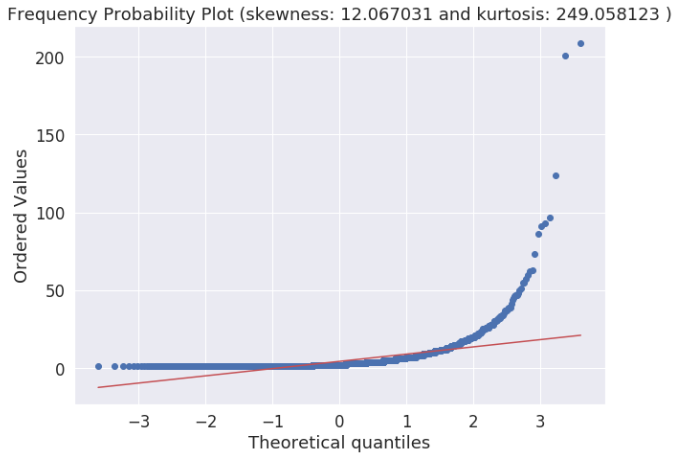 Frequency Probability Plot (skewness: 12.067031 and kurtosis: 249.058123 )
200
150
100
50
0
Ordered Values
−3 −2 −1 0 1 2 3
Theoretical quantiles